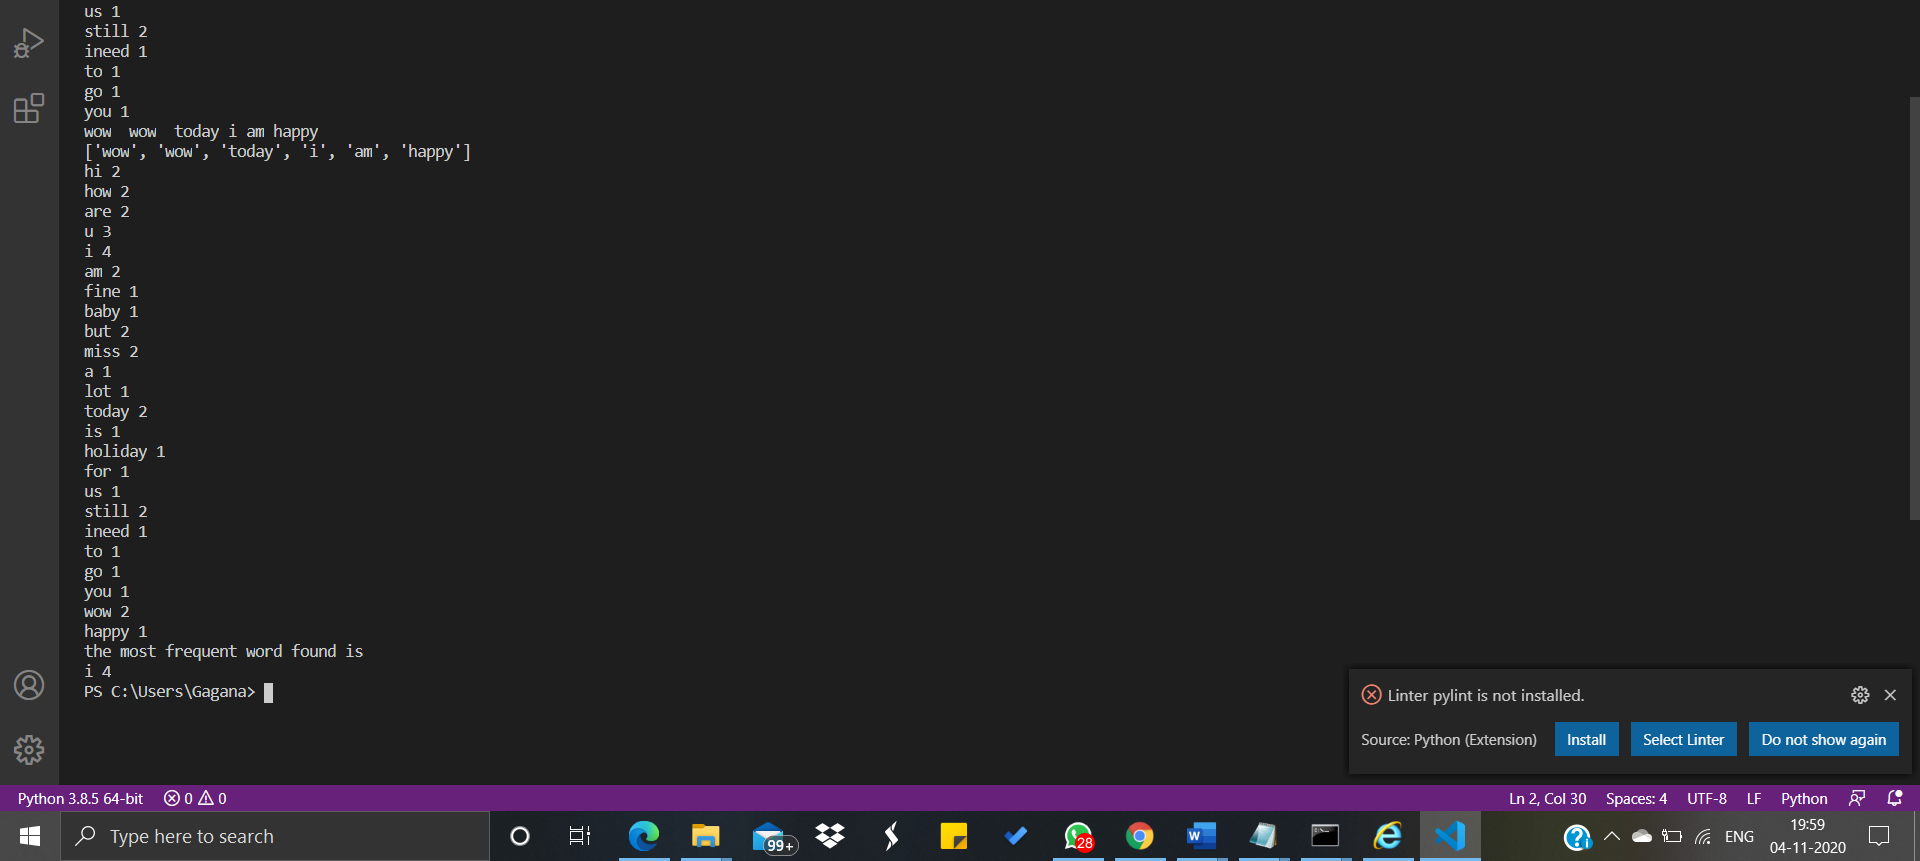 us 1
still 2
ineed 1
to 1
go 1
you 1
wow  wow  today i am happy
['wow', 'wow', 'today', 'i', 'am', 'happy']
hi 2
how 2
are 2
u 3
i 4
am 2
fine 1
baby 1
but 2
miss 2
a 1
lot 1
today 2
is 1
holiday 1
for 1
us 1
still 2
ineed 1
to 1
go 1
you 1
wow 2
happy 1
the most frequent word found is
i 4
PS C:\Users\Gagana>
Linter pylint is not installed.
Source: Python (Extension) Install Select Linter Do not show again
Python 3.8.5 64-bit 0 0 Ln 2, Col 30 Spaces: 4 UTF-8 LF Python
Type here to search 99+ 28 ENG 19:59
04-11-2020